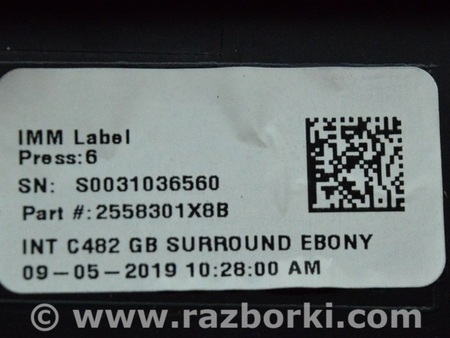 IMM Label
Press:6
SN: S0031036560
Part #:2558301X8B
INT C482 GB SURROUND EBONY
09-05-2019 10:28:00 AM
© www.razborki.com